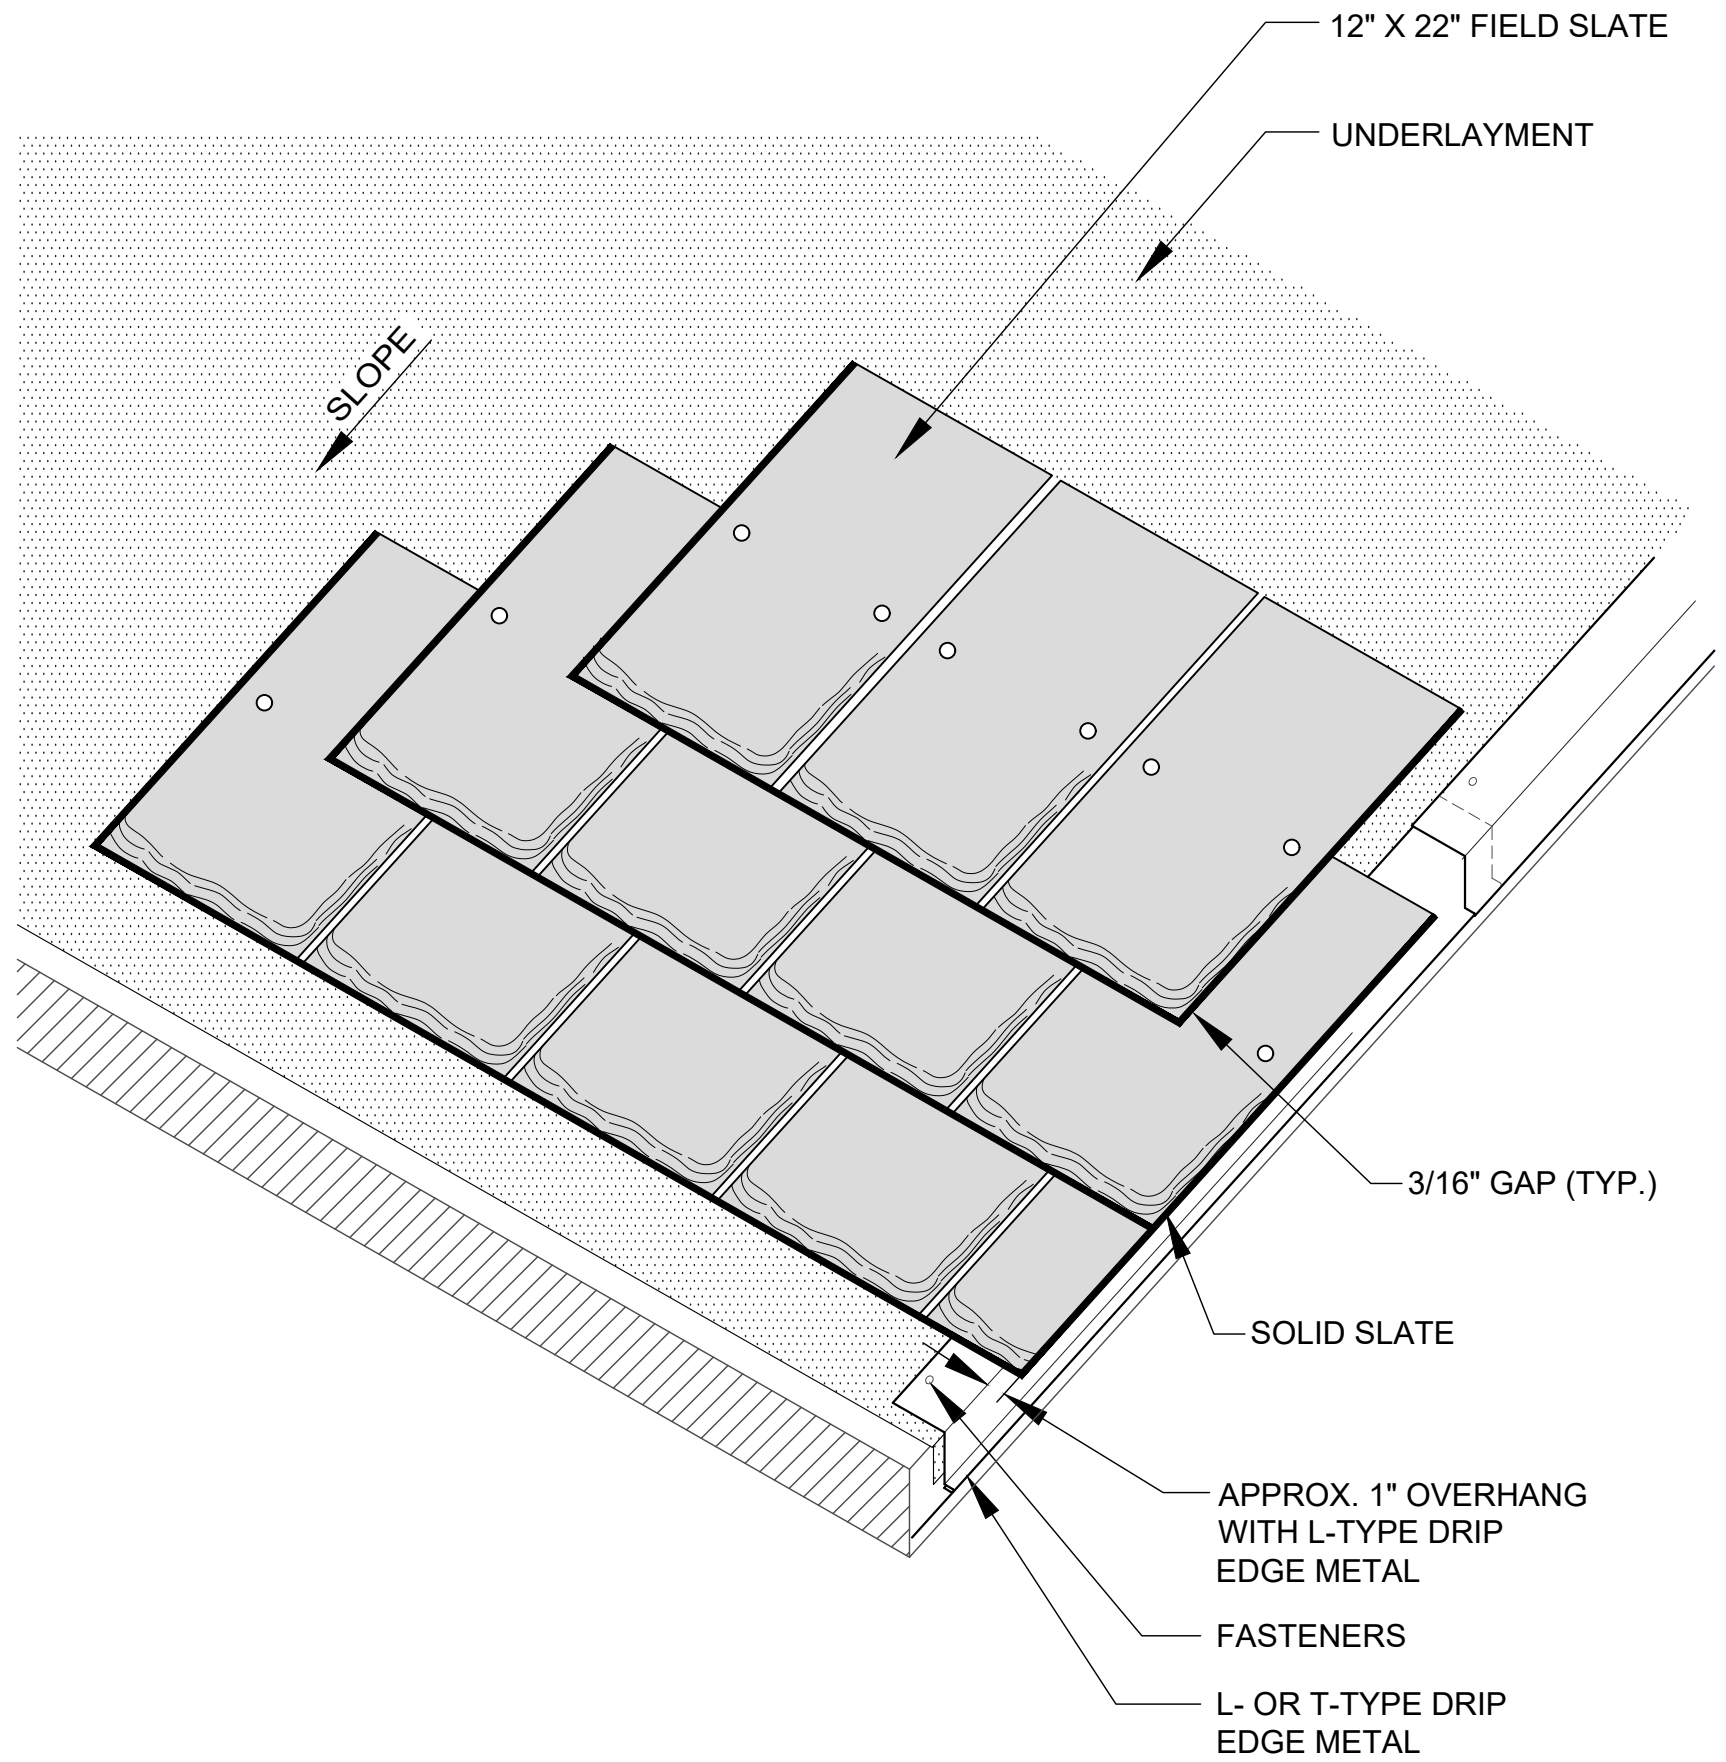 12" X 22" FIELD SLATE
UNDERLAYMENT
SLOPE
3/16" GAP (TYP.)
SOLID SLATE
APPROX. 1" OVERHANG
WITH L-TYPE DRIP
EDGE METAL
FASTENERS
L- OR T-TYPE DRIP
EDGE METAL